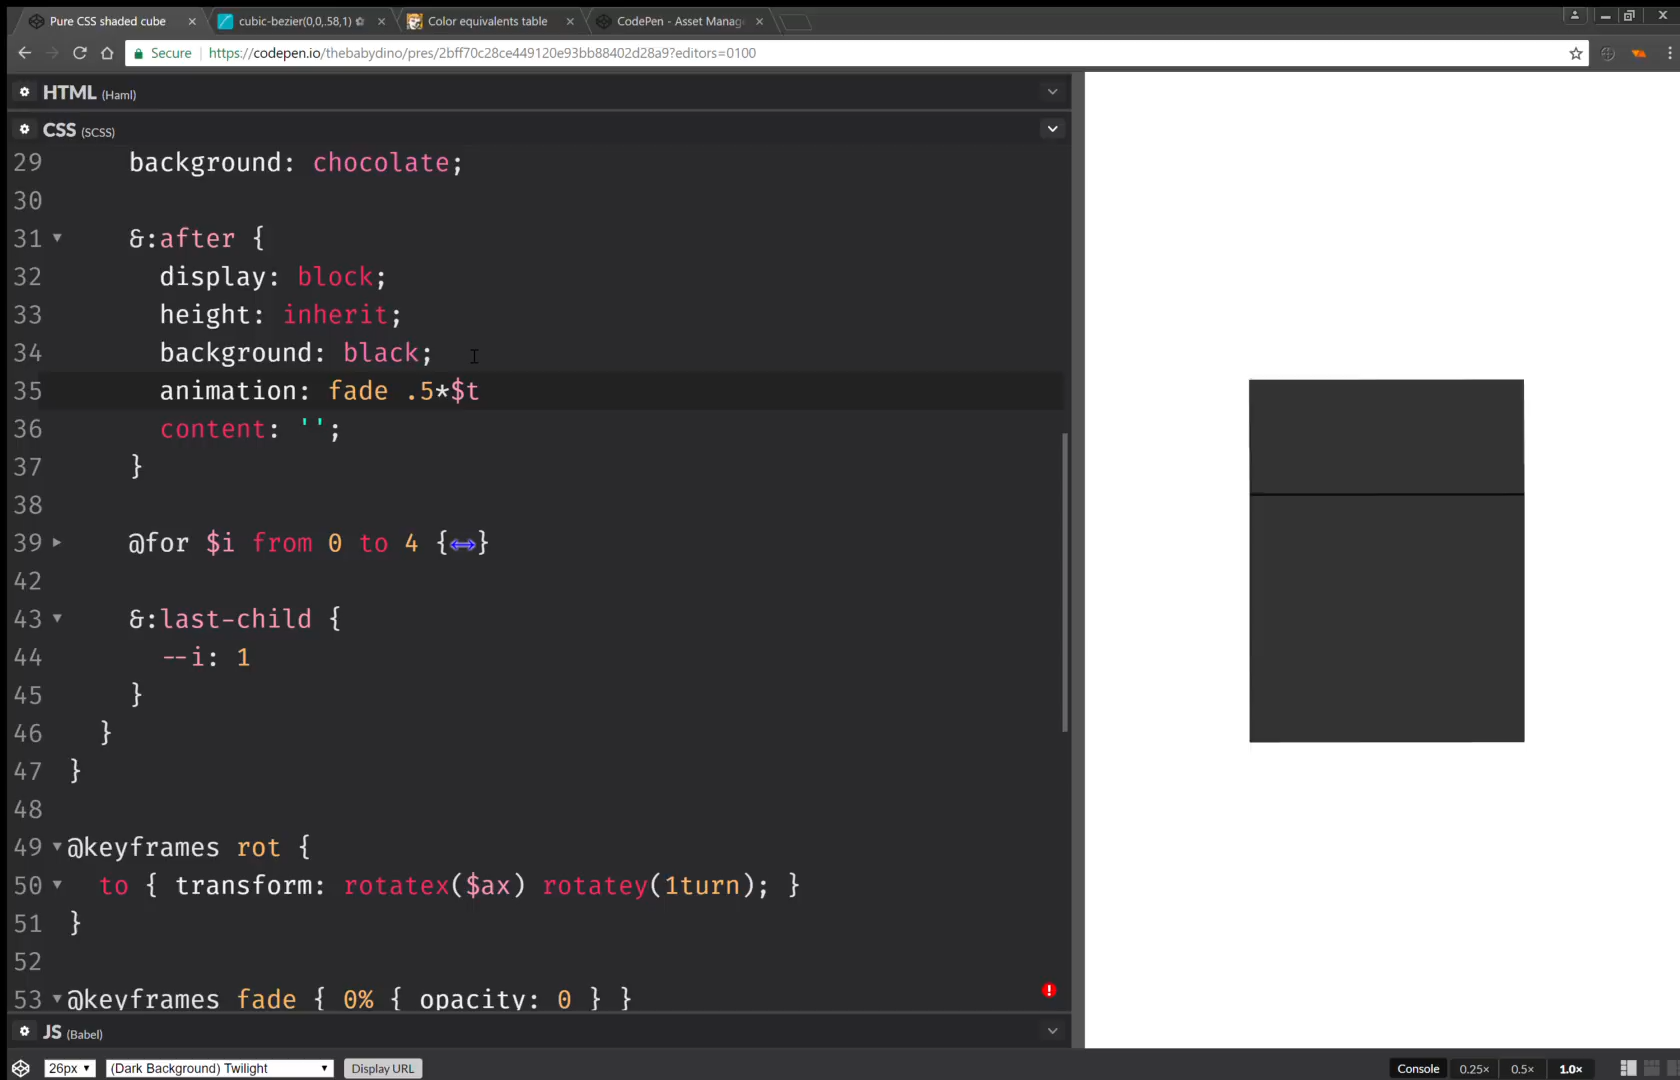 Pure CSS shaded cube
cubic-bezier(0,0,.58,1)
Color equivalents table
CodePen - Asset Manag
Secure https://codepen.io/thebabydino/pres/2bff70c28ce449120e93bb88402d28a9?editors=0100
HTML (Haml)
CSS (SCSS)
29 background: chocolate;
30
31 &:after {
32 display: block;
33 height: inherit;
34 background: black;
35 animation: fade .5*$t
36 content: '';
37 }
38
39 @for $i from 0 to 4 {↔}
42
43 &:last-child {
44 --i: 1
45 }
46 }
47 }
48
49 @keyframes rot {
50 to { transform: rotatex($ax) rotatey(1turn); }
51 }
52
53 @keyframes fade { 0% { opacity: 0 } }
JS (Babel)
26px (Dark Background) Twilight Display URL Console 0.25× 0.5× 1.0×